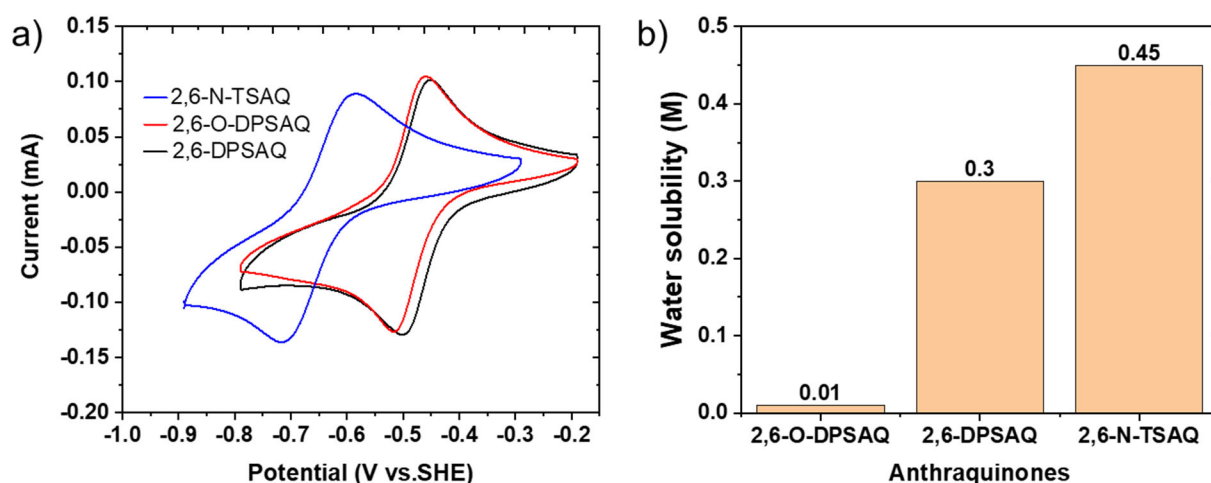 a)
0.15
0.10
0.05
0.00
-0.05
-0.10
-0.15
-0.20
Current (mA)
2,6-N-TSAQ
2,6-O-DPSAQ
2,6-DPSAQ
-1.0 -0.9 -0.8 -0.7 -0.6 -0.5 -0.4 -0.3 -0.2
Potential (V vs.SHE)
b)
0.5
0.4
0.3
0.2
0.1
0.0
Water solubility (M)
0.01
0.3
0.45
2,6-O-DPSAQ 2,6-DPSAQ 2,6-N-TSAQ
Anthraquinones